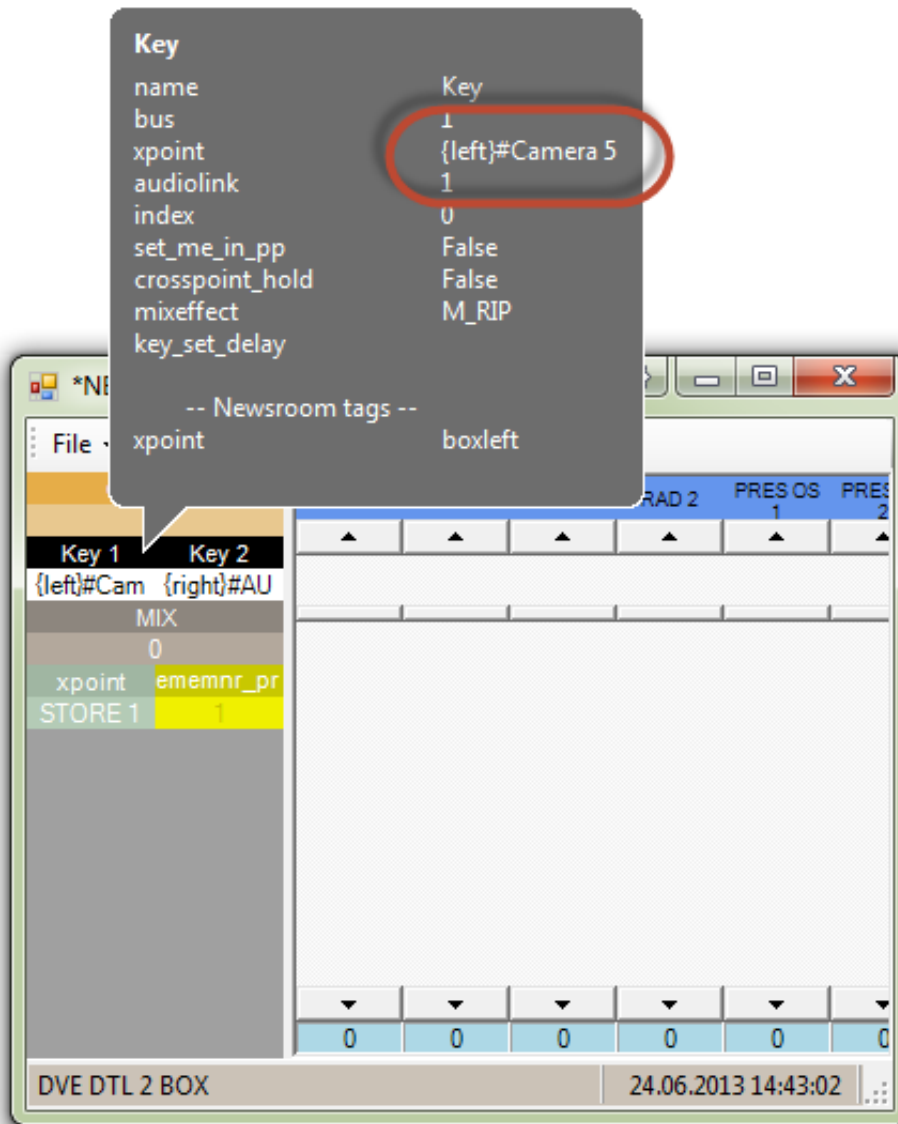 Key
name Key
bus 1
xpoint {left}#Camera 5
audiolink 1
index 0
set_me_in_pp False
crosspoint_hold False
mixeffect M_RIP
key_set_delay
-- Newsroom tags --
xpoint boxleft
*NE
File
RAD 2 PRES OS 1 PRES 2
Key 1 Key 2
{left}#Cam {right}#AU
MIX
0
xpoint ememnr_pr
STORE 1 1
0 0 0 0 0 0
DVE DTL 2 BOX 24.06.2013 14:43:02